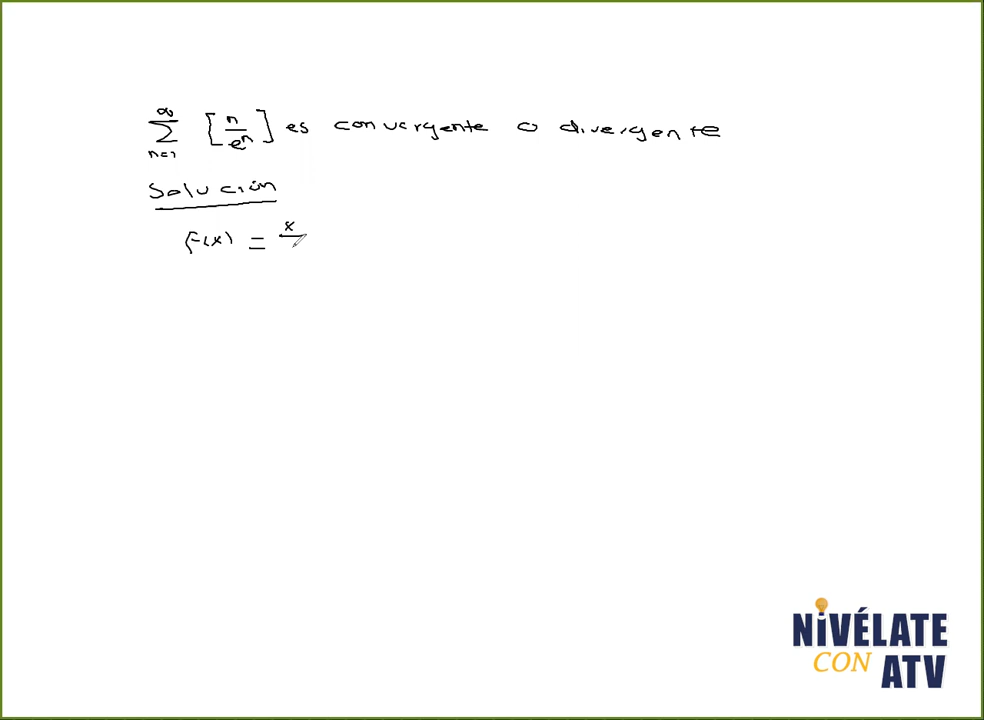 ∞
∑ [n/eⁿ] es convergente o divergente
n=1
Solución
F(x) = x/
NIVÉLATE
CON
ATV